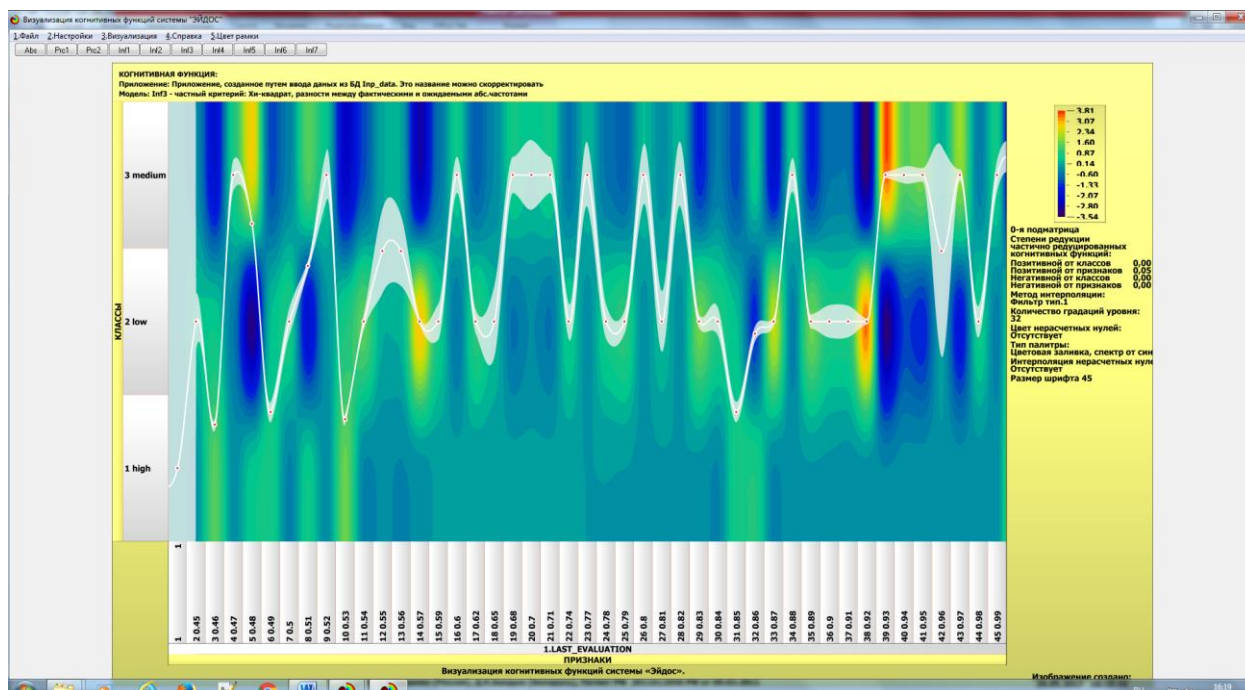 Визуализация когнитивных функций системы "ЭЙДОС"
1.Файл 2.Настройки 3.Визуализация 4.Справка 5.Цвет рамки
Abs Prc1 Prc2 Inf1 Inf2 Inf3 Inf4 Inf5 Inf6 Inf7
КОГНИТИВНАЯ ФУНКЦИЯ:
Приложение: Приложение, созданное путем ввода даных из БД Inp_data. Это название можно скорректировать
Модель: Inf3 - частный критерий: Хи-квадрат, разности между фактическими и ожидаемыми абс.частотами
КЛАССЫ
3 medium
2 low
1 high
3.81
3.07
2.34
1.60
0.87
0.14
-0.60
-1.33
-2.07
-2.80
-3.54
0-я подматрица
Степени редукции
частично редуцированных
когнитивных функций:
Позитивной от классов 0,00
Позитивной от признаков 0,05
Негативной от классов 0,00
Негативной от признаков 0,00
Метод интерполяции:
Фильтр тип.1
Количество градаций уровня:
32
Цвет нерасчетных нулей:
Отсутствует
Тип палитры:
Цветовая заливка, спектр от син
Интерполяция нерасчетных нуле
Отсутствует
Размер шрифта 45
1 1
2 0.45
3 0.46
4 0.47
5 0.48
6 0.49
7 0.5
8 0.51
9 0.52
10 0.53
11 0.54
12 0.55
13 0.56
14 0.57
15 0.59
16 0.6
17 0.62
18 0.65
19 0.68
20 0.7
21 0.71
22 0.74
23 0.77
24 0.78
25 0.79
26 0.8
27 0.81
28 0.82
29 0.83
30 0.84
31 0.85
32 0.86
33 0.87
34 0.88
35 0.89
36 0.9
37 0.91
38 0.92
39 0.93
40 0.94
41 0.95
42 0.96
43 0.97
44 0.98
45 0.99
1.LAST_EVALUATION
ПРИЗНАКИ
Визуализация когнитивных функций системы «Эйдос».
Изображение создано:
16:19